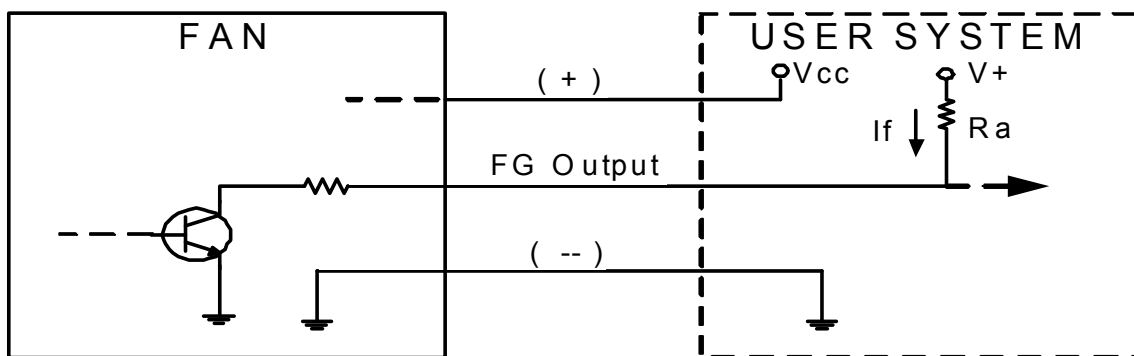 FAN
USER SYSTEM
( + )
Vcc
V+
If
Ra
FG Output
( -- )